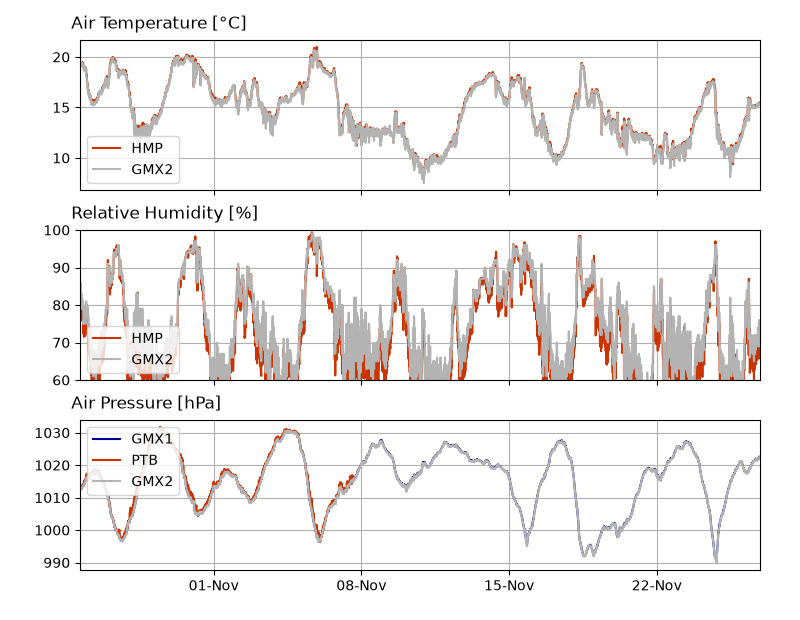 Air Temperature [°C]
20
15
10
HMP
GMX2
Relative Humidity [%]
100
90
80
70
60
HMP
GMX2
Air Pressure [hPa]
1030
1020
1010
1000
990
GMX1
PTB
GMX2
01-Nov 08-Nov 15-Nov 22-Nov